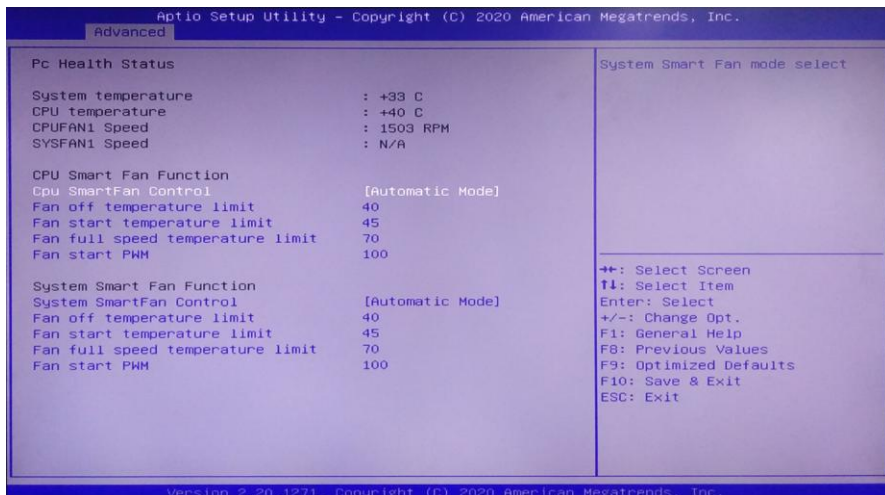 Aptio Setup Utility – Copyright (C) 2020 American Megatrends, Inc.
Advanced
Pc Health Status
System temperature : +33 C
CPU temperature : +40 C
CPUFAN1 Speed : 1503 RPM
SYSFAN1 Speed : N/A
CPU Smart Fan Function
Cpu SmartFan Control [Automatic Mode]
Fan off temperature limit 40
Fan start temperature limit 45
Fan full speed temperature limit 70
Fan start PWM 100
System Smart Fan Function
System SmartFan Control [Automatic Mode]
Fan off temperature limit 40
Fan start temperature limit 45
Fan full speed temperature limit 70
Fan start PWM 100
System Smart Fan mode select
→←: Select Screen
↑↓: Select Item
Enter: Select
+/-: Change Opt.
F1: General Help
F8: Previous Values
F9: Optimized Defaults
F10: Save & Exit
ESC: Exit
Version 2.20.1271. Copyright (C) 2020 American Megatrends, Inc.